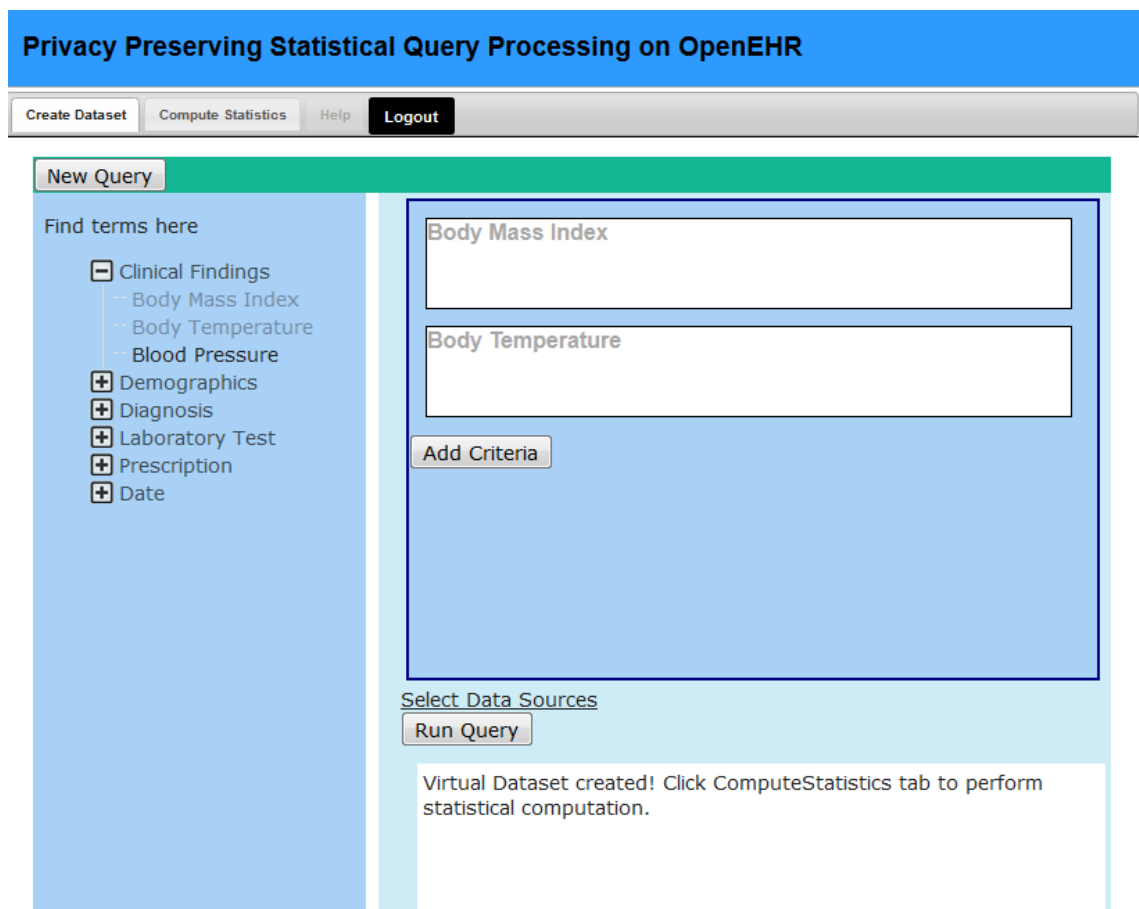 Privacy Preserving Statistical Query Processing on OpenEHR
Create Dataset Compute Statistics Help Logout
New Query
Find terms here
Clinical Findings
Body Mass Index
Body Temperature
Blood Pressure
Demographics
Diagnosis
Laboratory Test
Prescription
Date
Body Mass Index
Body Temperature
Add Criteria
Select Data Sources
Run Query
Virtual Dataset created! Click ComputeStatistics tab to perform
statistical computation.